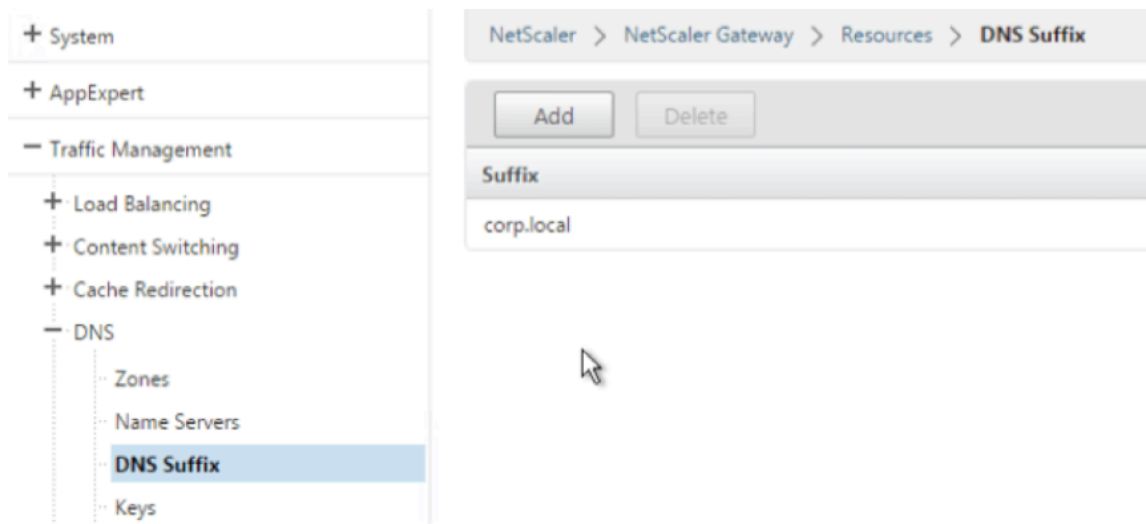 System
AppExpert
Traffic Management
Load Balancing
Content Switching
Cache Redirection
DNS
Zones
Name Servers
DNS Suffix
Keys
NetScaler > NetScaler Gateway > Resources > DNS Suffix
Add Delete
Suffix
corp.local